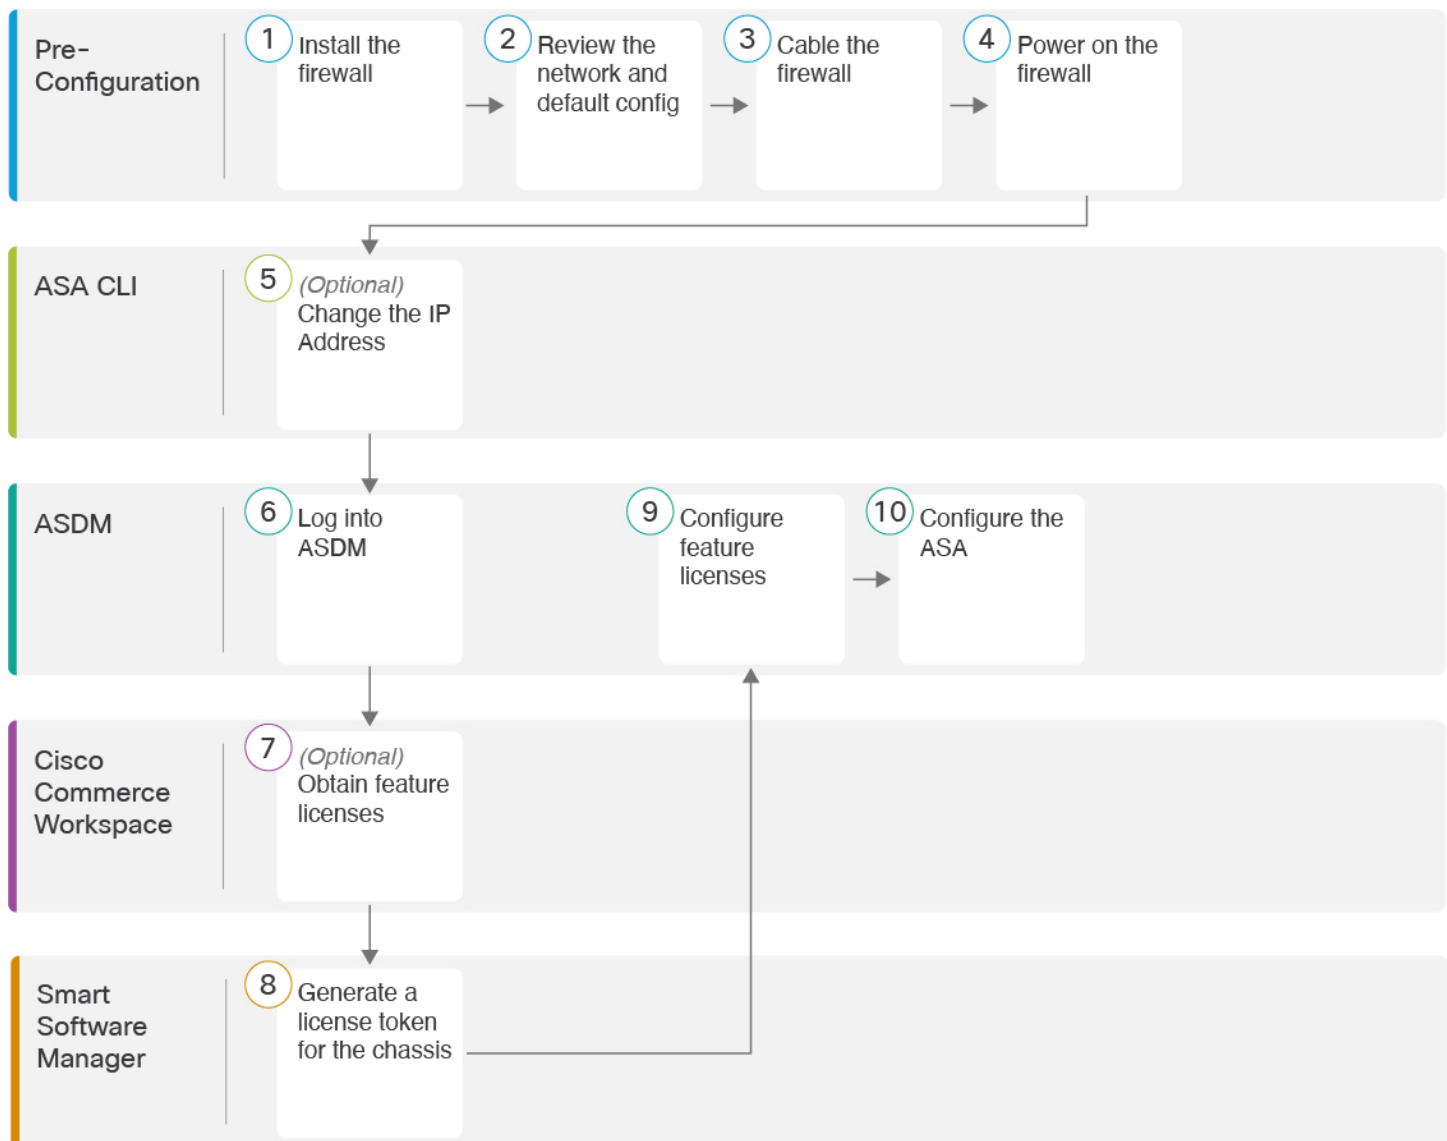 Pre-
Configuration
1
Install the
firewall
2
Review the
network and
default config
3
Cable the
firewall
4
Power on the
firewall
ASA CLI
5
(Optional)
Change the IP
Address
ASDM
6
Log into
ASDM
9
Configure
feature
licenses
10
Configure the
ASA
Cisco
Commerce
Workspace
7
(Optional)
Obtain feature
licenses
Smart
Software
Manager
8
Generate a
license token
for the chassis